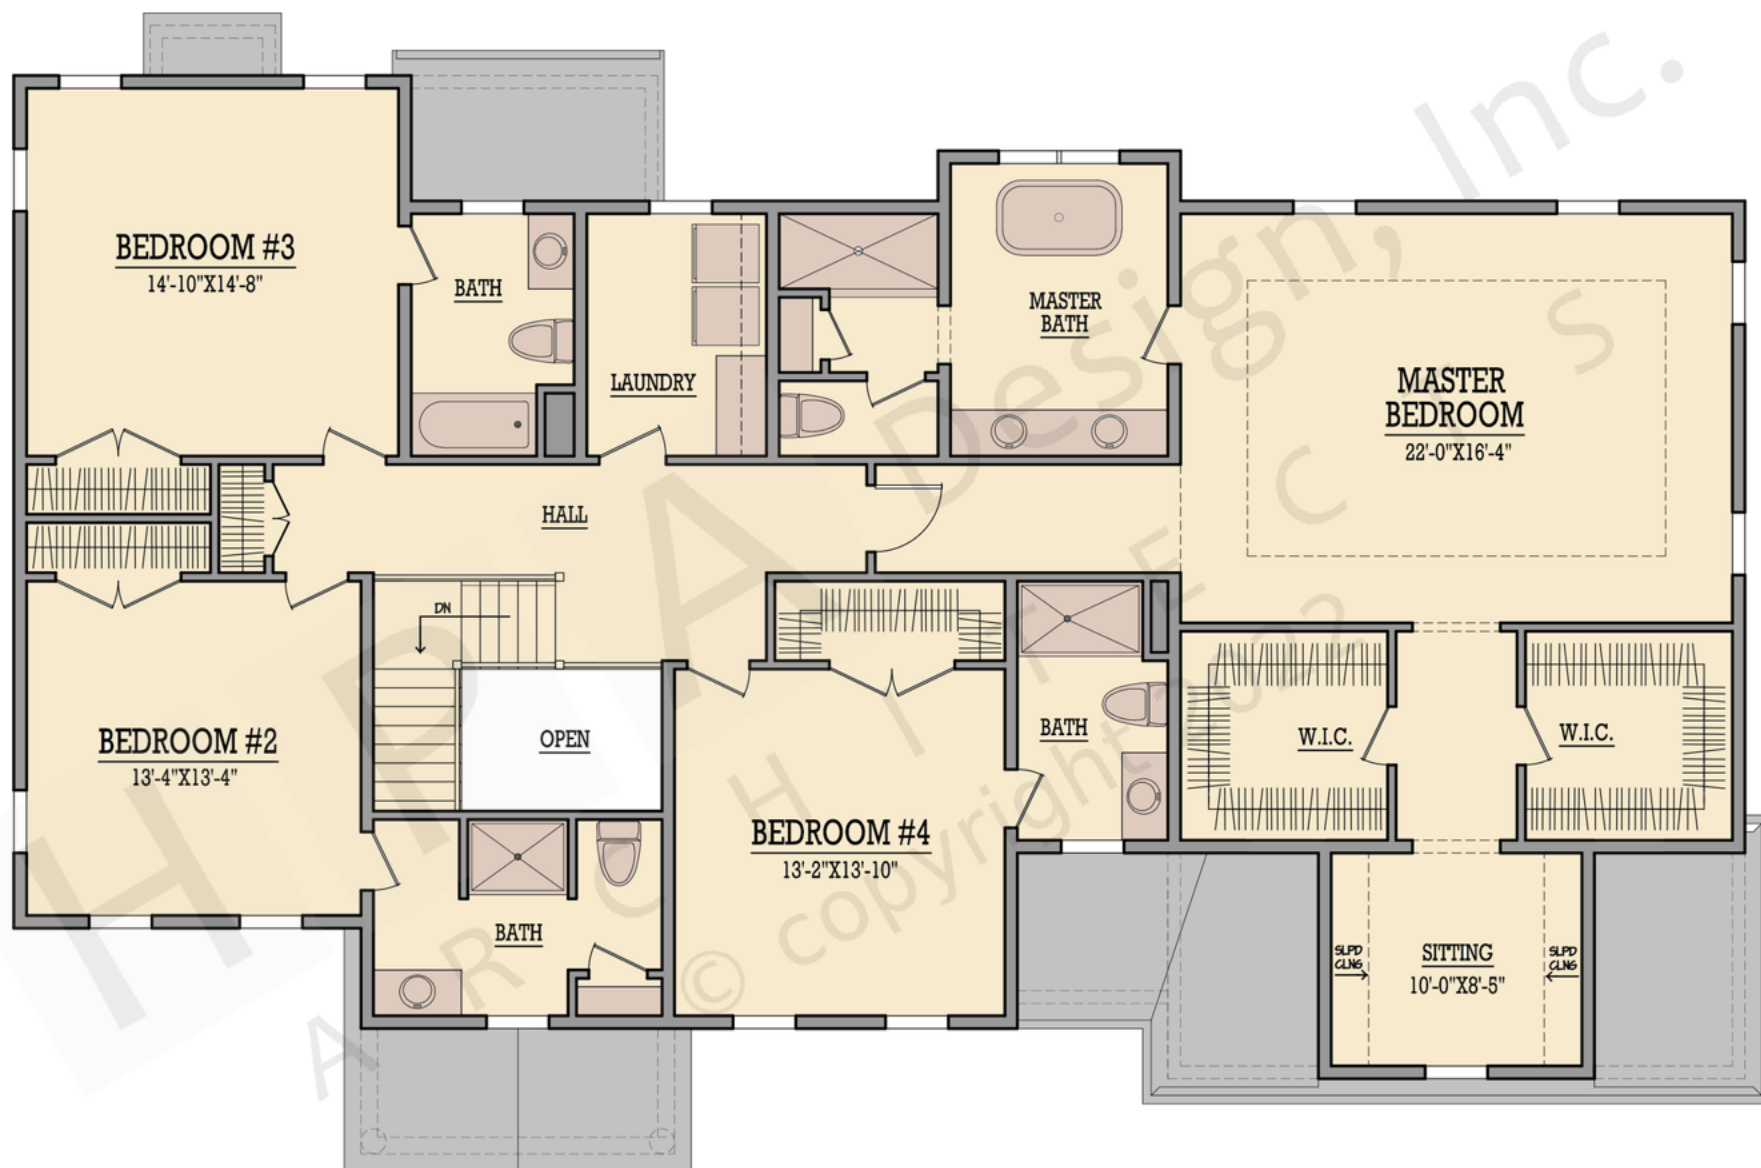 BEDROOM #3
14'-10"X14'-8"
BATH
LAUNDRY
MASTER
BATH
MASTER
BEDROOM
22'-0"X16'-4"
HALL
DN
OPEN
BEDROOM #2
13'-4"X13'-4"
BATH
BEDROOM #4
13'-2"X13'-10"
BATH
W.I.C.
W.I.C.
SLPD
CLNG
SITTING
10'-0"X8'-5"
SLPD
CLNG
HPA Design, Inc.
ARCHITECTS
© copyright 2022